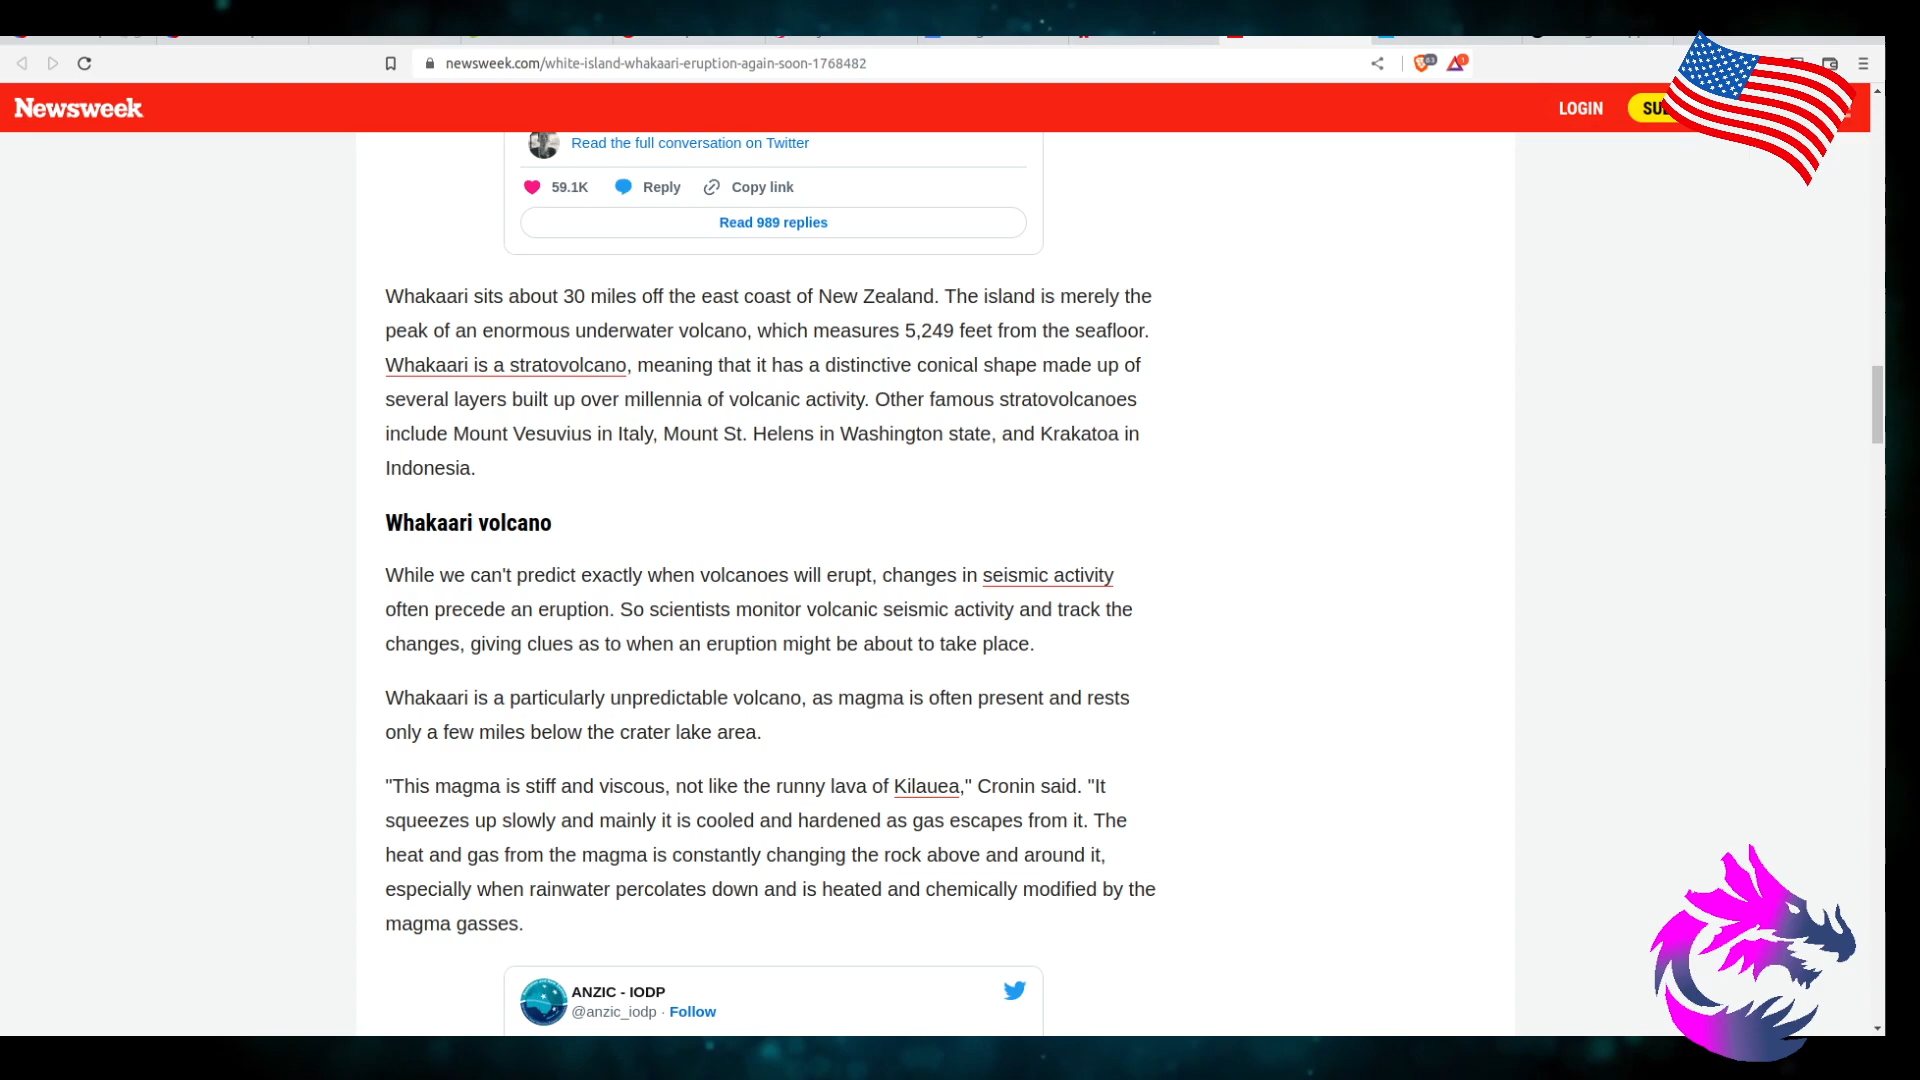 newsweek.com/white-island-whakaari-eruption-again-soon-1768482
Newsweek
LOGIN
Read the full conversation on Twitter
59.1K Reply Copy link
Read 989 replies
Whakaari sits about 30 miles off the east coast of New Zealand. The island is merely the
peak of an enormous underwater volcano, which measures 5,249 feet from the seafloor.
Whakaari is a stratovolcano, meaning that it has a distinctive conical shape made up of
several layers built up over millennia of volcanic activity. Other famous stratovolcanoes
include Mount Vesuvius in Italy, Mount St. Helens in Washington state, and Krakatoa in
Indonesia.
Whakaari volcano
While we can't predict exactly when volcanoes will erupt, changes in seismic activity
often precede an eruption. So scientists monitor volcanic seismic activity and track the
changes, giving clues as to when an eruption might be about to take place.
Whakaari is a particularly unpredictable volcano, as magma is often present and rests
only a few miles below the crater lake area.
"This magma is stiff and viscous, not like the runny lava of Kilauea," Cronin said. "It
squeezes up slowly and mainly it is cooled and hardened as gas escapes from it. The
heat and gas from the magma is constantly changing the rock above and around it,
especially when rainwater percolates down and is heated and chemically modified by the
magma gasses.
ANZIC - IODP
@anzic_iodp · Follow